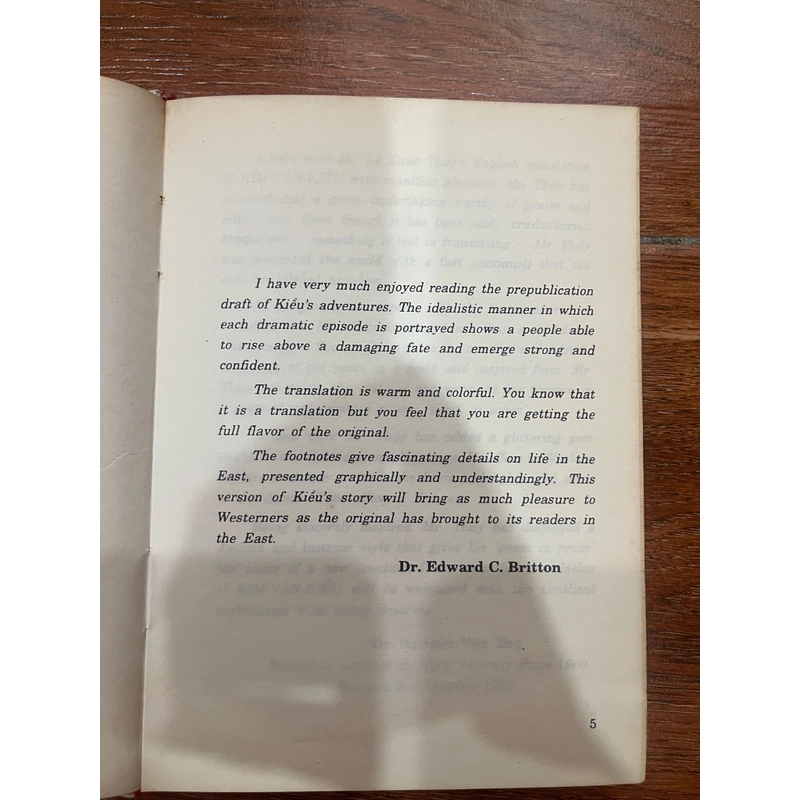 I have very much enjoyed reading the prepublication
draft of Kiều's adventures. The idealistic manner in which
each dramatic episode is portrayed shows a people able
to rise above a damaging fate and emerge strong and
confident.
The translation is warm and colorful. You know that
it is a translation but you feel that you are getting the
full flavor of the original.
The footnotes give fascinating details on life in the
East, presented graphically and understandingly. This
version of Kiều's story will bring as much pleasure to
Westerners as the original has brought to its readers in
the East.
Dr. Edward C. Britton
5